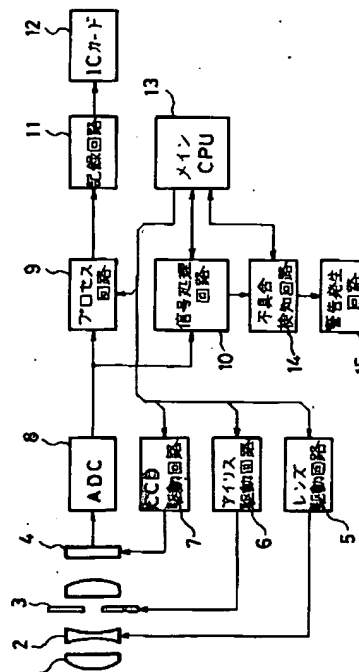 12
ICカード
11
記録回路
13
メイン
CPU
9
プロセス
回路
信号処理
回路
10
不具合
検知回路
14
警告発生
回路
15
8
ADC
4
CCD
駆動回路
7
アイリス
駆動回路
6
レンズ
駆動回路
5
3
2